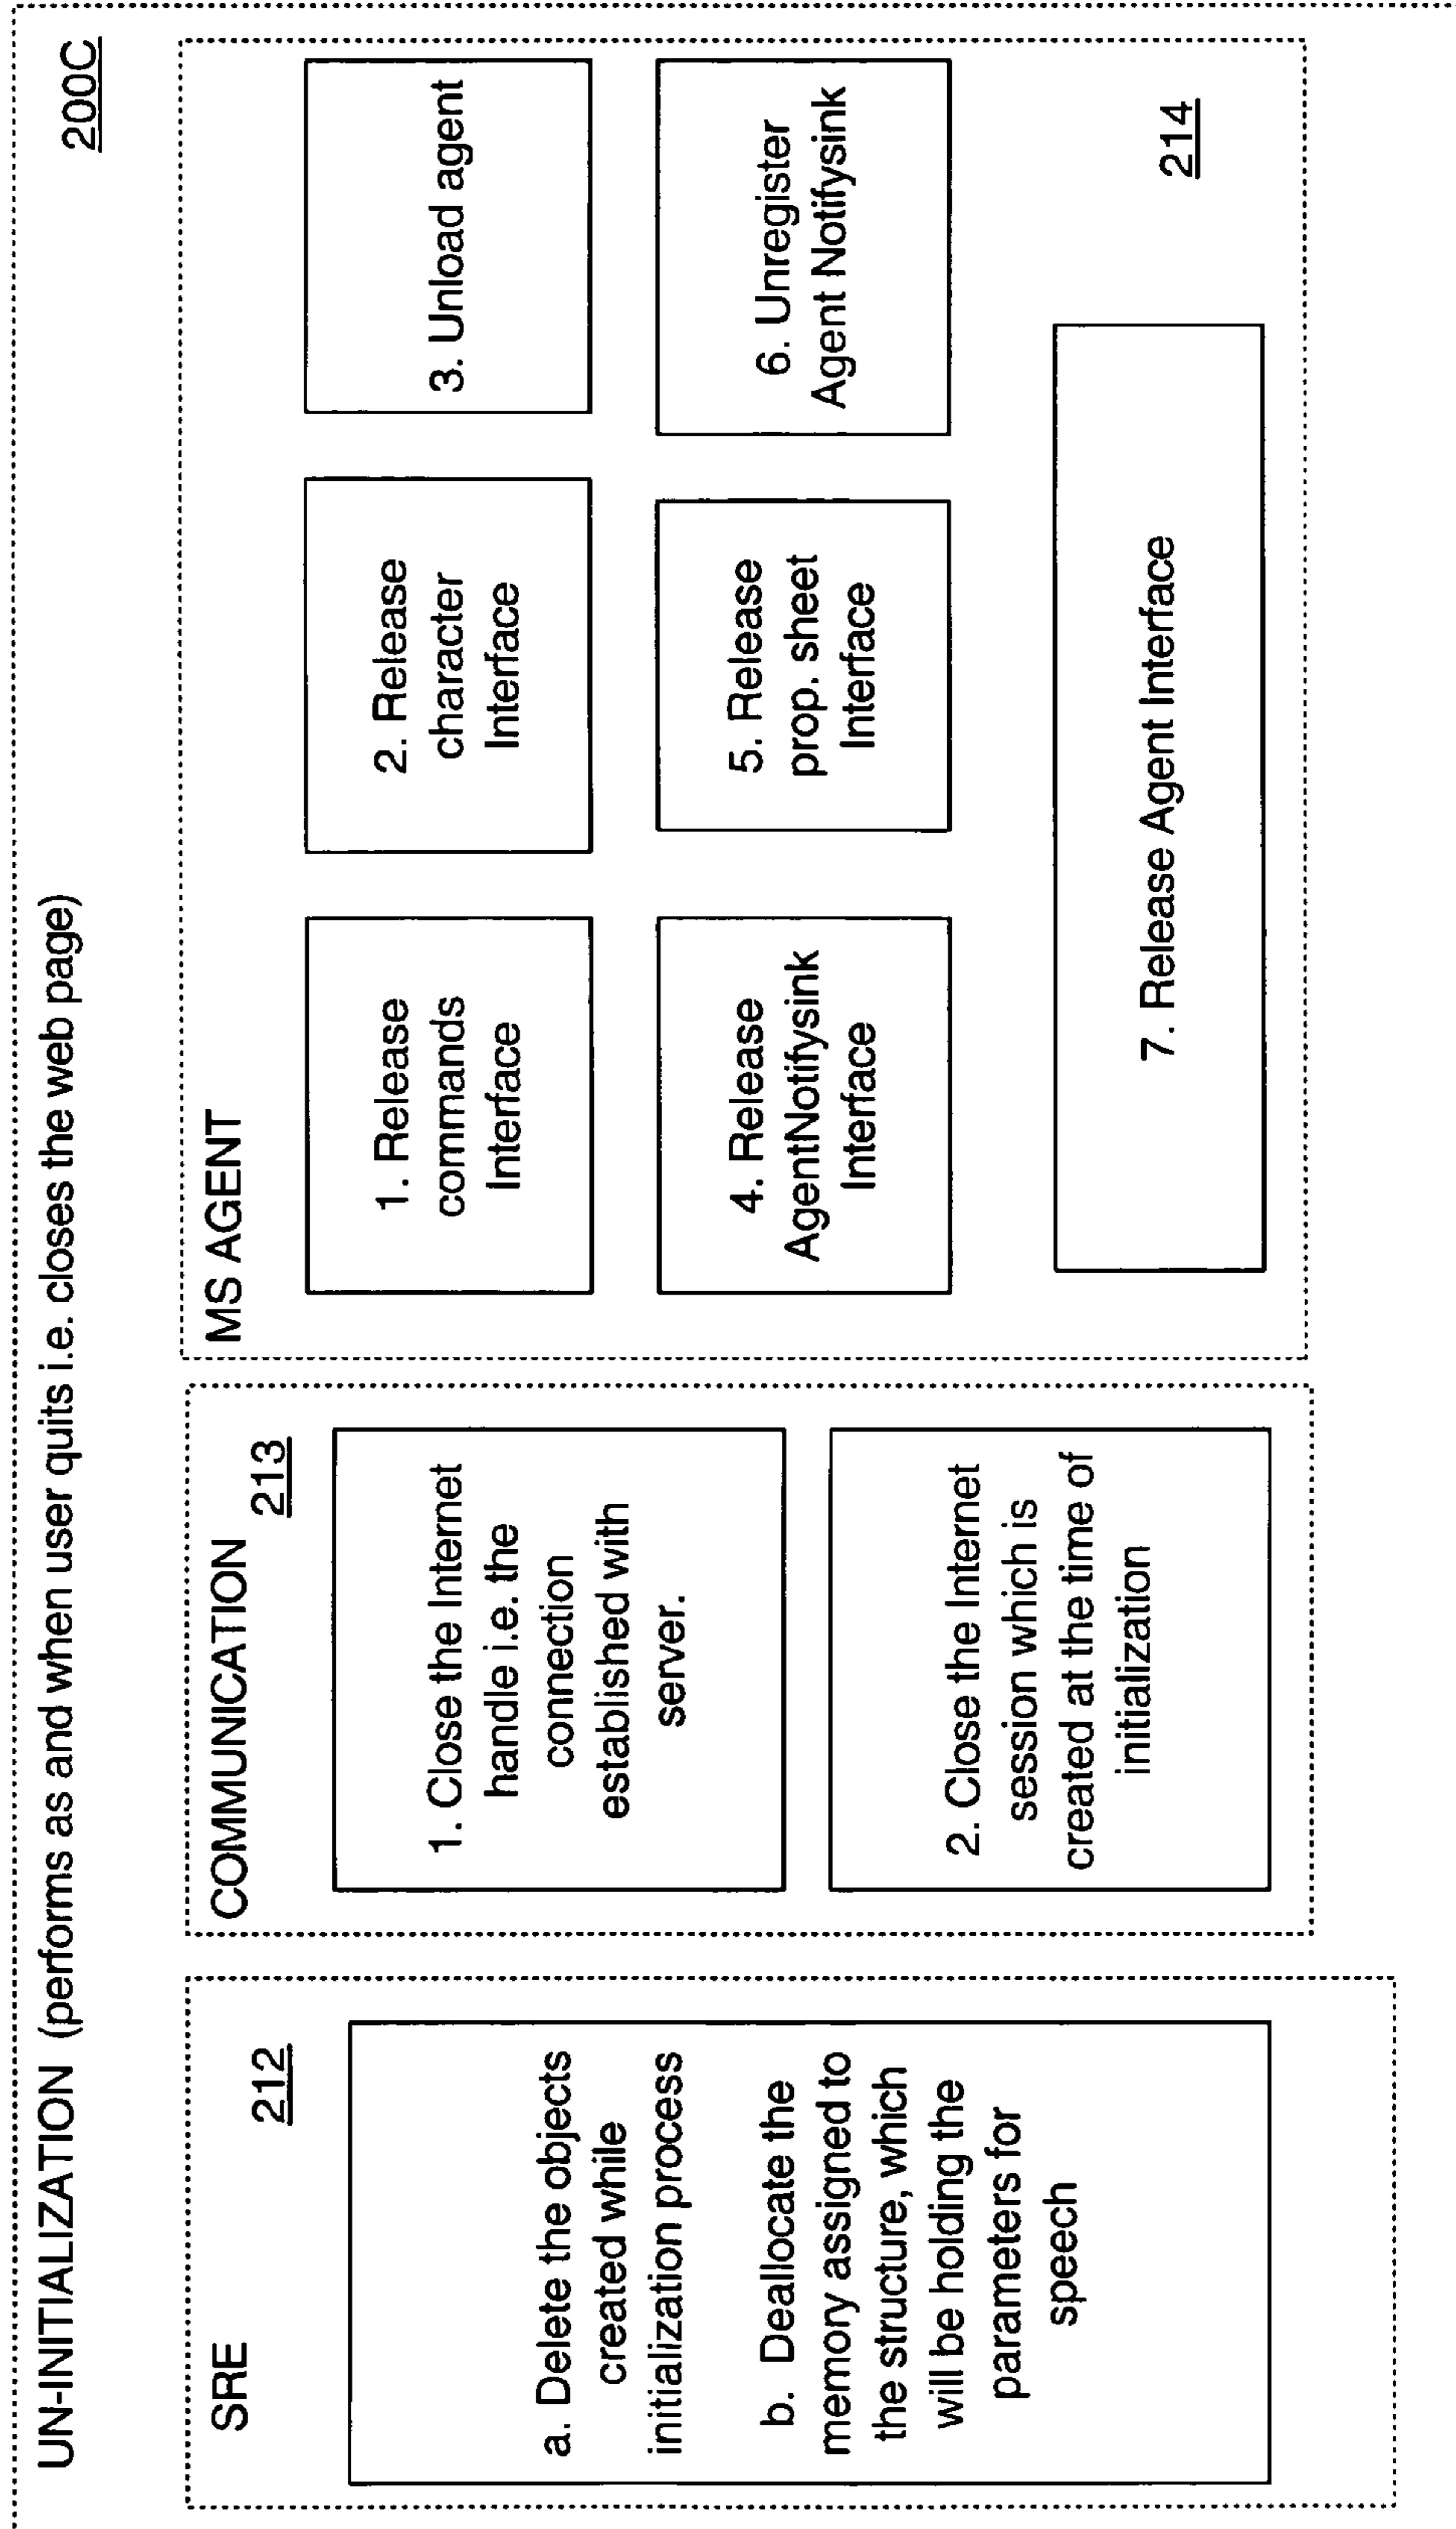 UN-INITIALIZATION (performs as and when user quits i.e. closes the web page)
200C
SRE
212
a. Delete the objects
created while
initialization process
b. Deallocate the
memory assigned to
the structure, which
will be holding the
parameters for
speech
COMMUNICATION
213
1. Close the Internet
handle i.e. the
connection
established with
server.
2. Close the Internet
session which is
created at the time of
initialization
MS AGENT
1. Release
commands
Interface
2. Release
character
Interface
3. Unload agent
4. Release
AgentNotifysink
Interface
5. Release
prop. sheet
Interface
6. Unregister
Agent Notifysink
7. Release Agent Interface
214